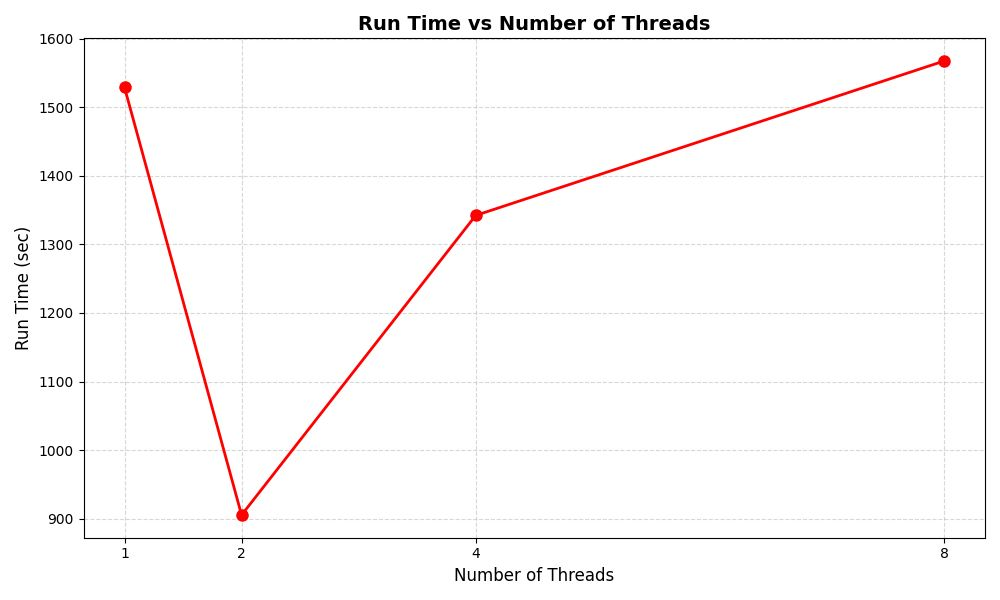 Run Time vs Number of Threads
1600
1500
1400
1300
1200
1100
1000
900
Run Time (sec)
1 2 4 8
Number of Threads